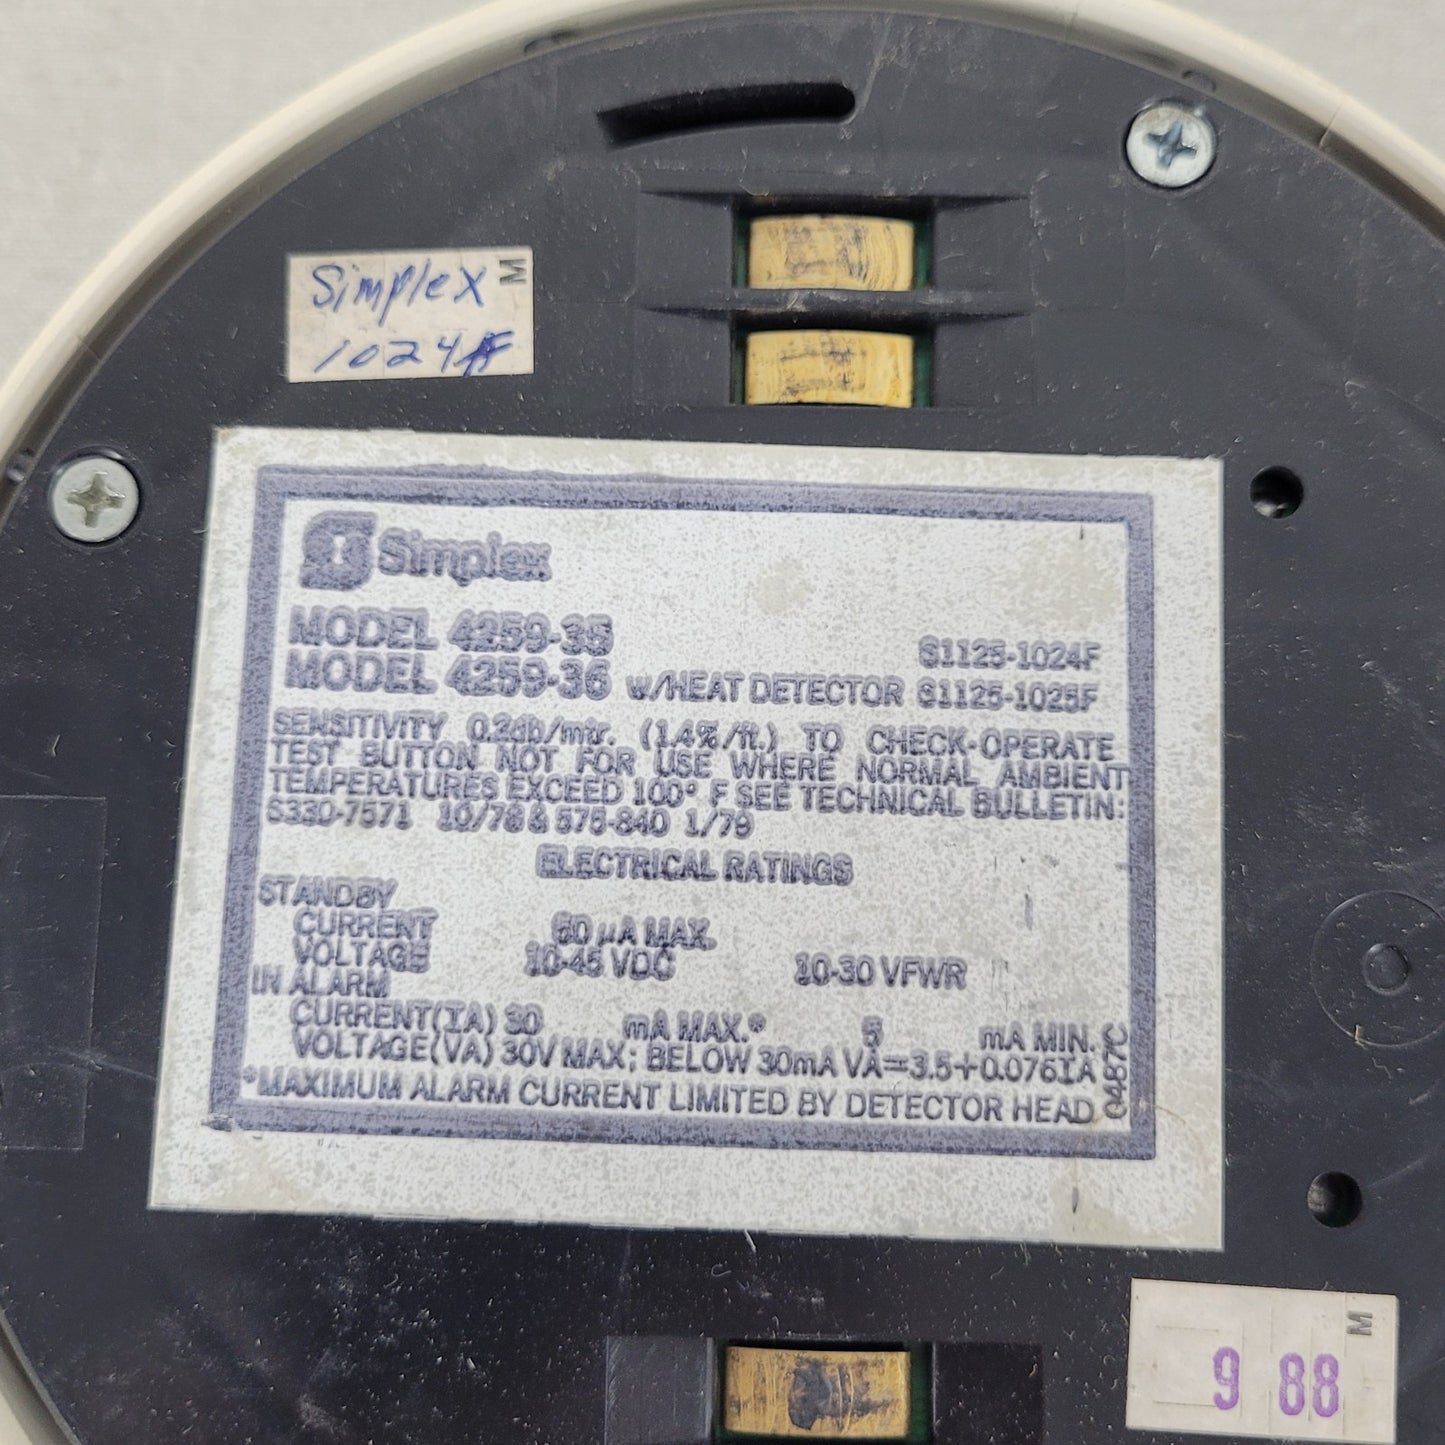 Simplex M
1024F
Simplex
MODEL 4259-35 S1125-1024F
MODEL 4259-36 W/HEAT DETECTOR S1125-1025F
SENSITIVITY 0.2db/mtr. (1.4%/ft.) TO CHECK-OPERATE
TEST BUTTON NOT FOR USE WHERE NORMAL AMBIENT
TEMPERATURES EXCEED 100° F SEE TECHNICAL BULLETIN:
S330-7571 10/78 & 575-840 1/79
ELECTRICAL RATINGS
STANDBY
CURRENT 60 µA MAX.
VOLTAGE 10-45 VDC 10-30 VFWR
IN ALARM
CURRENT(IA) 30 mA MAX.* 5 mA MIN.
VOLTAGE(VA) 30V MAX; BELOW 30mA VA=3.5+0.076IA
*MAXIMUM ALARM CURRENT LIMITED BY DETECTOR HEAD
0487C
M
9 88